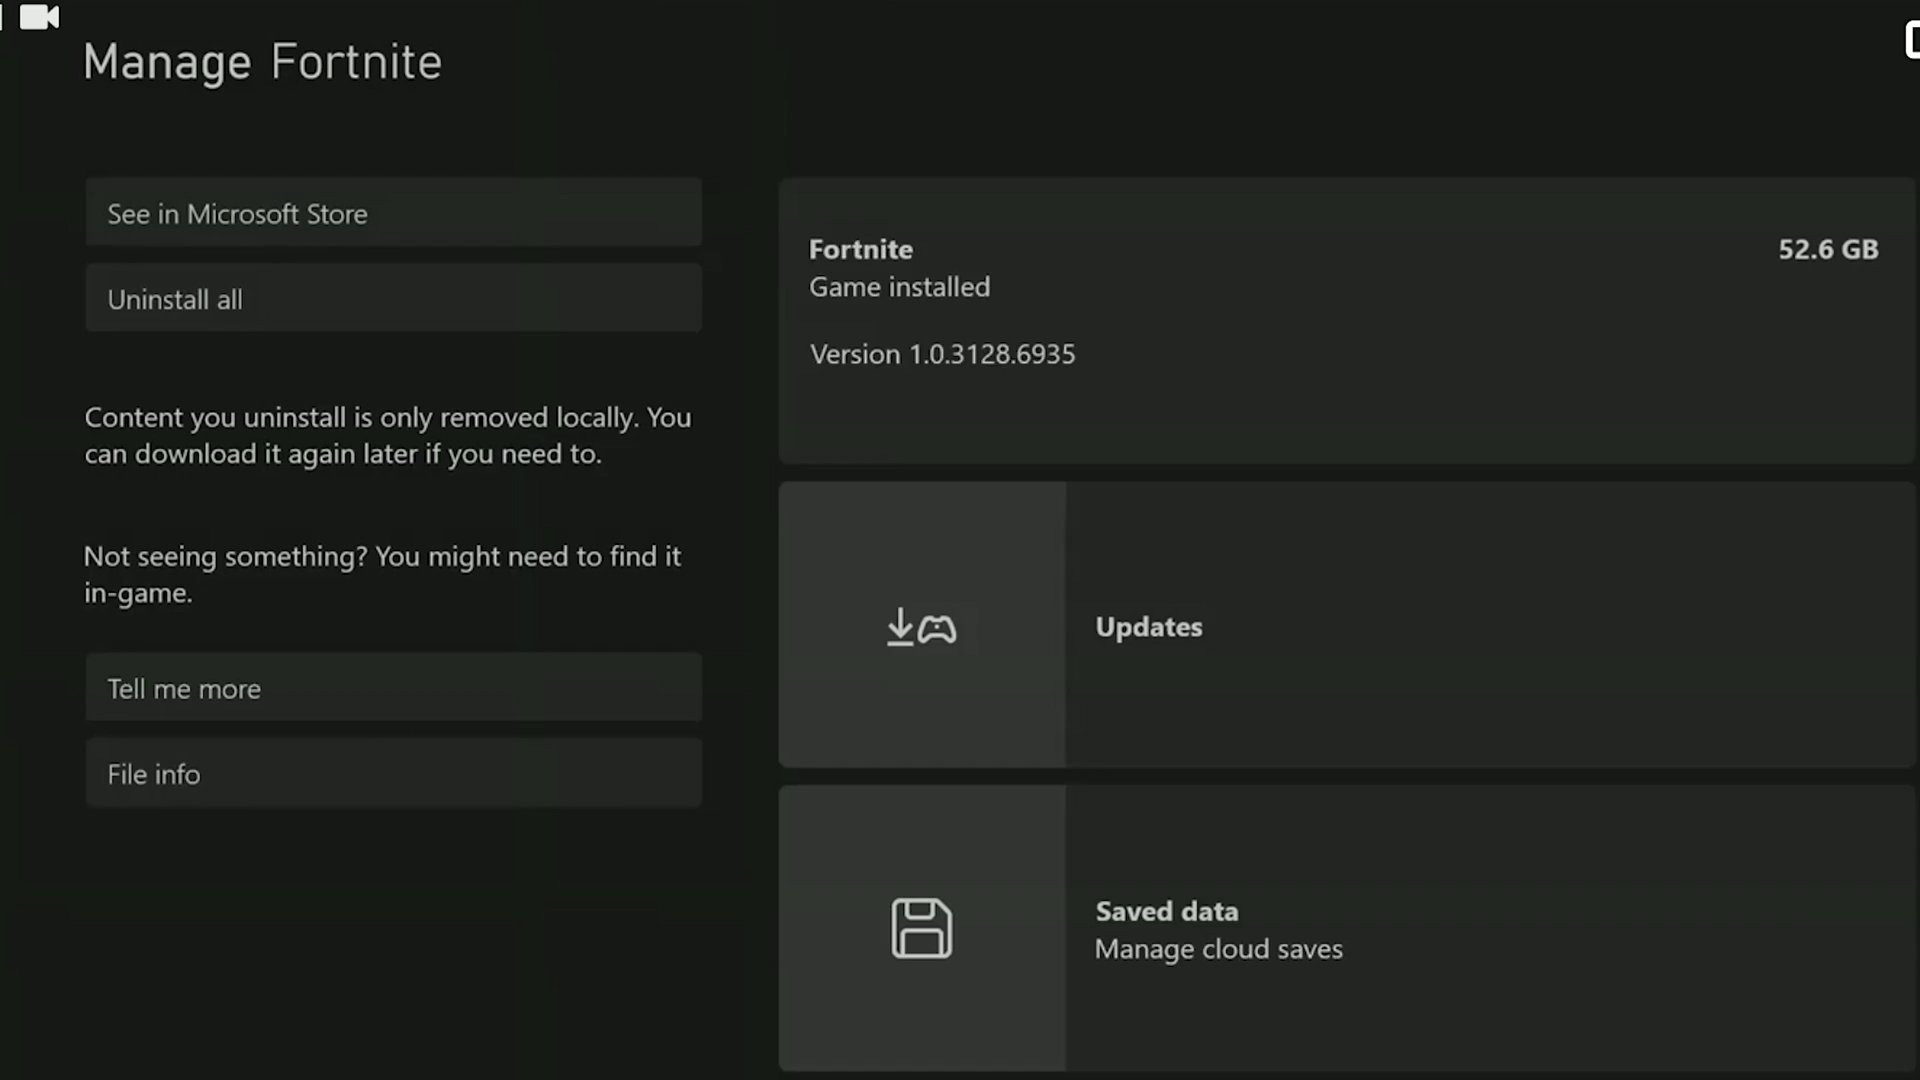 Manage Fortnite
See in Microsoft Store
Uninstall all
Content you uninstall is only removed locally. You
can download it again later if you need to.
Not seeing something? You might need to find it
in-game.
Tell me more
File info
Fortnite
52.6 GB
Game installed
Version 1.0.3128.6935
Updates
Saved data
Manage cloud saves